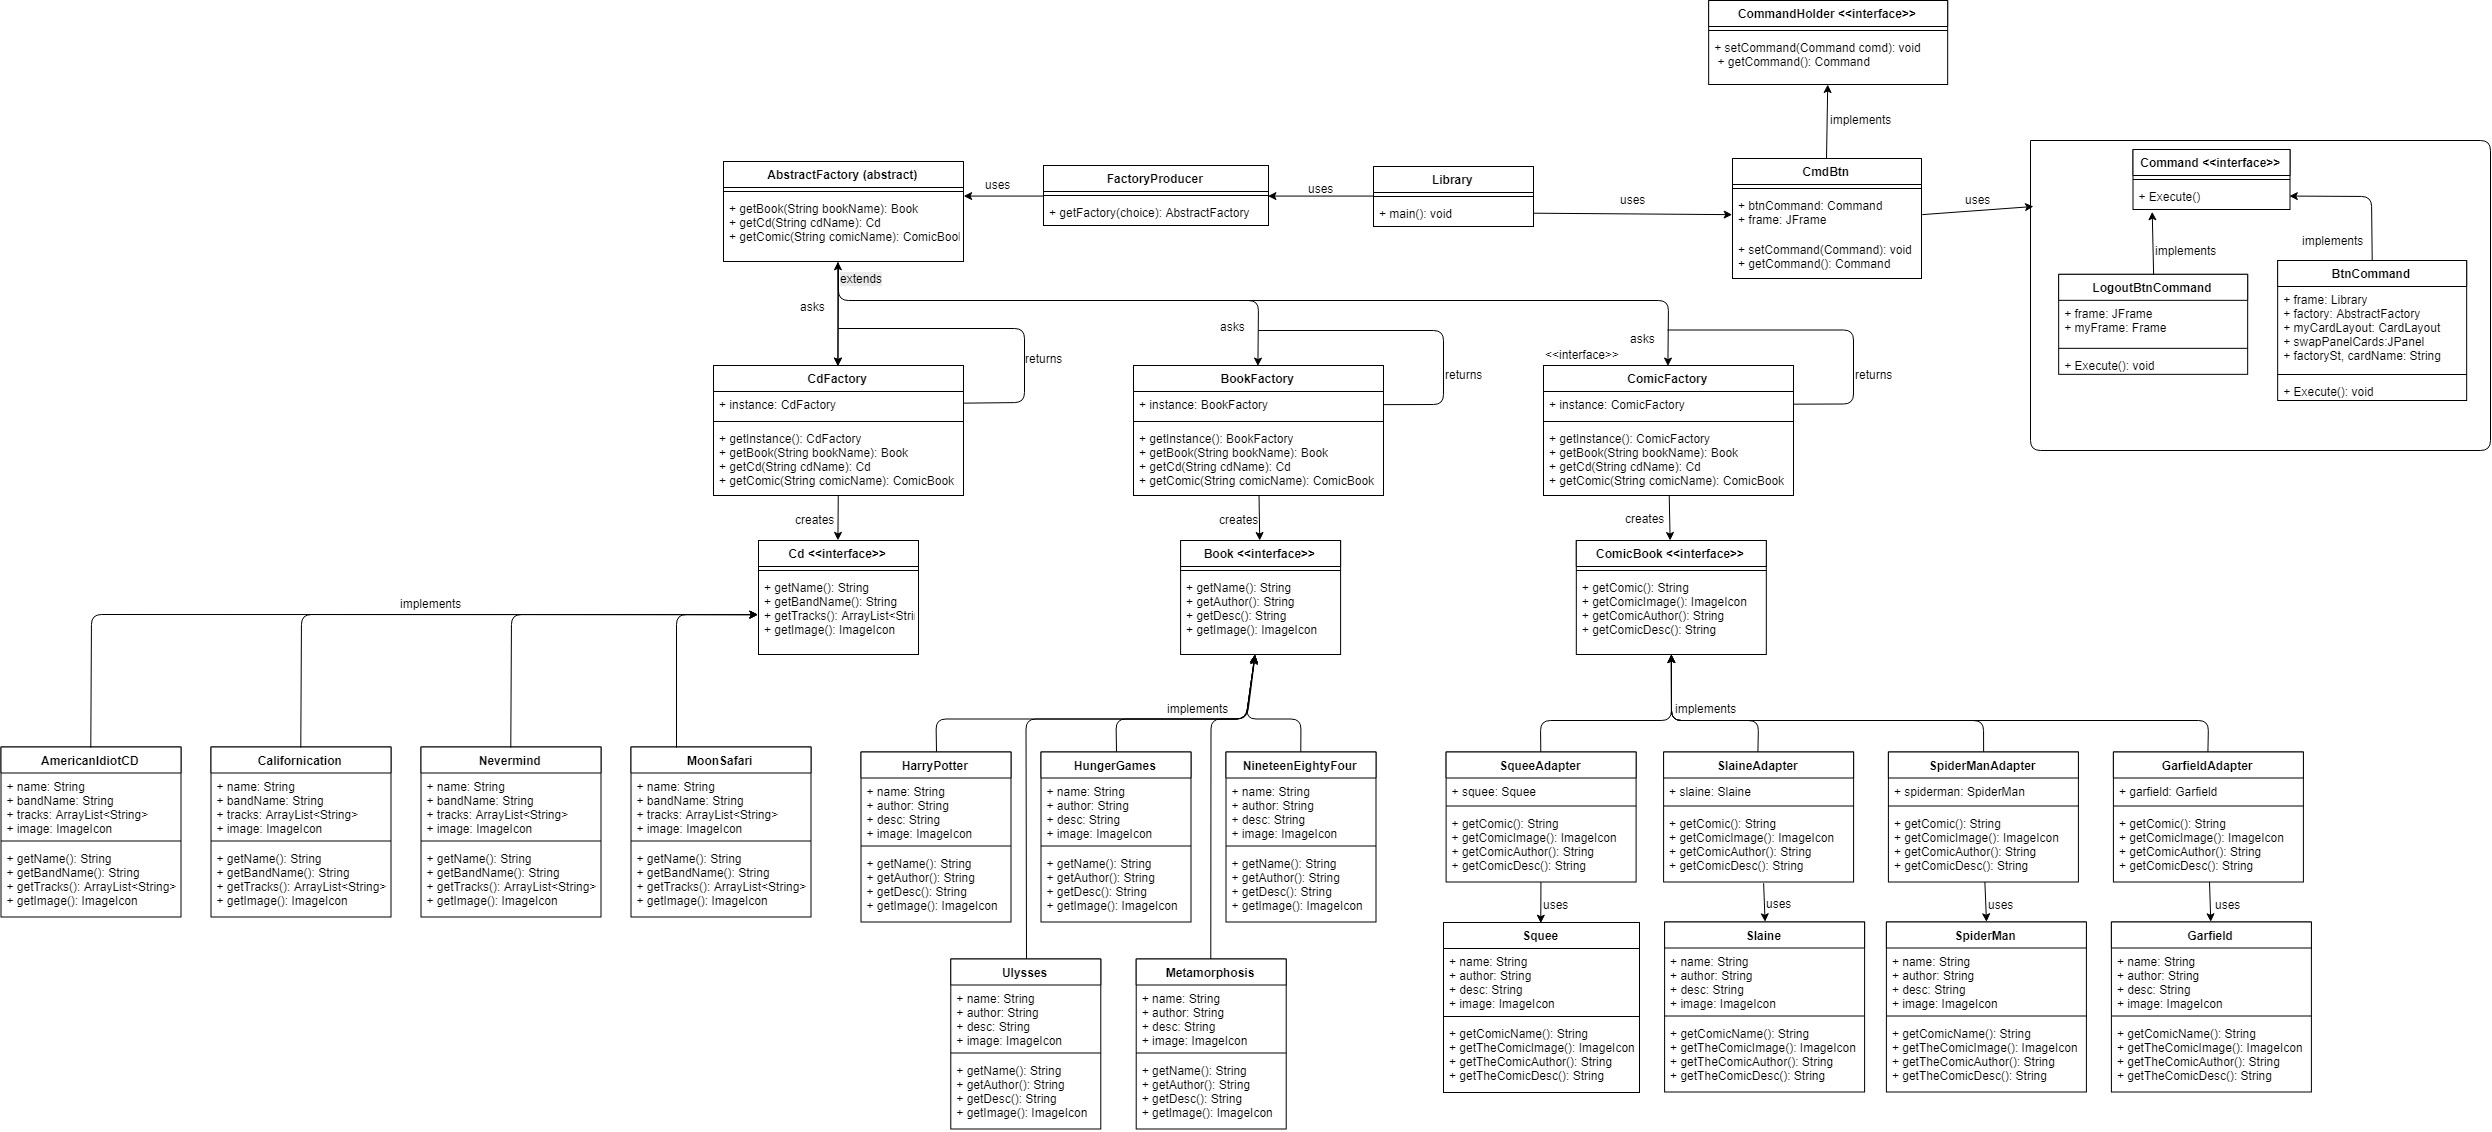 CommandHolder <<interface>>
+ setCommand(Command comd): void
+ getCommand(): Command
implements
AbstractFactory (abstract)
+ getBook(String bookName): Book
+ getCd(String cdName): Cd
+ getComic(String comicName): ComicBool
uses
FactoryProducer
+ getFactory(choice): AbstractFactory
uses
Library
+ main(): void
uses
CmdBtn
+ btnCommand: Command
+ frame: JFrame
+ setCommand(Command): void
+ getCommand(): Command
uses
Command <<interface>>
+ Execute()
implements
implements
LogoutBtnCommand
+ frame: JFrame
+ myFrame: Frame
+ Execute(): void
BtnCommand
+ frame: Library
+ factory: AbstractFactory
+ myCardLayout: CardLayout
+ swapPanelCards:JPanel
+ factorySt, cardName: String
+ Execute(): void
extends
asks
returns
asks
returns
asks
<<interface>>
returns
CdFactory
+ instance: CdFactory
+ getInstance(): CdFactory
+ getBook(String bookName): Book
+ getCd(String cdName): Cd
+ getComic(String comicName): ComicBook
BookFactory
+ instance: BookFactory
+ getInstance(): BookFactory
+ getBook(String bookName): Book
+ getCd(String cdName): Cd
+ getComic(String comicName): ComicBook
ComicFactory
+ instance: ComicFactory
+ getInstance(): ComicFactory
+ getBook(String bookName): Book
+ getCd(String cdName): Cd
+ getComic(String comicName): ComicBook
creates
creates
creates
Cd <<interface>>
+ getName(): String
+ getBandName(): String
+ getTracks(): ArrayList<Stri
+ getImage(): ImageIcon
Book <<interface>>
+ getName(): String
+ getAuthor(): String
+ getDesc(): String
+ getImage(): ImageIcon
ComicBook <<interface>>
+ getComic(): String
+ getComicImage(): ImageIcon
+ getComicAuthor(): String
+ getComicDesc(): String
implements
implements
implements
AmericanIdiotCD
+ name: String
+ bandName: String
+ tracks: ArrayList<String>
+ image: ImageIcon
+ getName(): String
+ getBandName(): String
+ getTracks(): ArrayList<String>
+ getImage(): ImageIcon
Californication
+ name: String
+ bandName: String
+ tracks: ArrayList<String>
+ image: ImageIcon
+ getName(): String
+ getBandName(): String
+ getTracks(): ArrayList<String>
+ getImage(): ImageIcon
Nevermind
+ name: String
+ bandName: String
+ tracks: ArrayList<String>
+ image: ImageIcon
+ getName(): String
+ getBandName(): String
+ getTracks(): ArrayList<String>
+ getImage(): ImageIcon
MoonSafari
+ name: String
+ bandName: String
+ tracks: ArrayList<String>
+ image: ImageIcon
+ getName(): String
+ getBandName(): String
+ getTracks(): ArrayList<String>
+ getImage(): ImageIcon
HarryPotter
+ name: String
+ author: String
+ desc: String
+ image: ImageIcon
+ getName(): String
+ getAuthor(): String
+ getDesc(): String
+ getImage(): ImageIcon
HungerGames
+ name: String
+ author: String
+ desc: String
+ image: ImageIcon
+ getName(): String
+ getAuthor(): String
+ getDesc(): String
+ getImage(): ImageIcon
NineteenEightyFour
+ name: String
+ author: String
+ desc: String
+ image: ImageIcon
+ getName(): String
+ getAuthor(): String
+ getDesc(): String
+ getImage(): ImageIcon
SqueeAdapter
+ squee: Squee
+ getComic(): String
+ getComicImage(): ImageIcon
+ getComicAuthor(): String
+ getComicDesc(): String
SlaineAdapter
+ slaine: Slaine
+ getComic(): String
+ getComicImage(): ImageIcon
+ getComicAuthor(): String
+ getComicDesc(): String
SpiderManAdapter
+ spiderman: SpiderMan
+ getComic(): String
+ getComicImage(): ImageIcon
+ getComicAuthor(): String
+ getComicDesc(): String
GarfieldAdapter
+ garfield: Garfield
+ getComic(): String
+ getComicImage(): ImageIcon
+ getComicAuthor(): String
+ getComicDesc(): String
uses
uses
uses
uses
Ulysses
+ name: String
+ author: String
+ desc: String
+ image: ImageIcon
+ getName(): String
+ getAuthor(): String
+ getDesc(): String
+ getImage(): ImageIcon
Metamorphosis
+ name: String
+ author: String
+ desc: String
+ image: ImageIcon
+ getName(): String
+ getAuthor(): String
+ getDesc(): String
+ getImage(): ImageIcon
Squee
+ name: String
+ author: String
+ desc: String
+ image: ImageIcon
+ getComicName(): String
+ getTheComicImage(): ImageIcon
+ getTheComicAuthor(): String
+ getTheComicDesc(): String
Slaine
+ name: String
+ author: String
+ desc: String
+ image: ImageIcon
+ getComicName(): String
+ getTheComicImage(): ImageIcon
+ getTheComicAuthor(): String
+ getTheComicDesc(): String
SpiderMan
+ name: String
+ author: String
+ desc: String
+ image: ImageIcon
+ getComicName(): String
+ getTheComicImage(): ImageIcon
+ getTheComicAuthor(): String
+ getTheComicDesc(): String
Garfield
+ name: String
+ author: String
+ desc: String
+ image: ImageIcon
+ getComicName(): String
+ getTheComicImage(): ImageIcon
+ getTheComicAuthor(): String
+ getTheComicDesc(): String